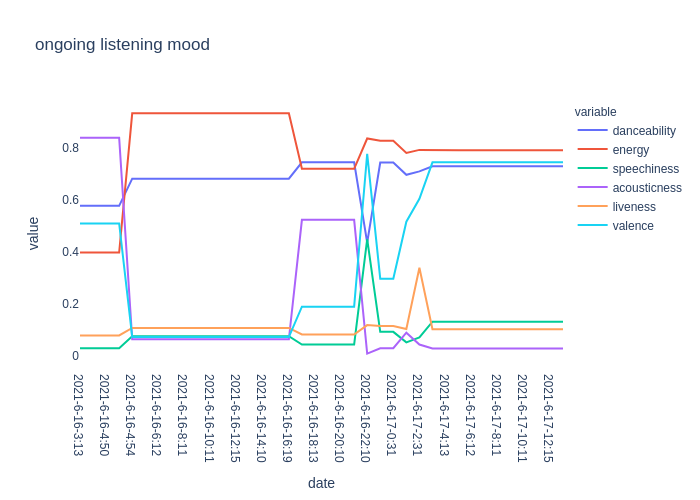 ongoing listening mood
variable
danceability
energy
speechiness
acousticness
liveness
valence
value
0.8
0.6
0.4
0.2
0
2021-6-16-3:13
2021-6-16-4:50
2021-6-16-4:54
2021-6-16-6:12
2021-6-16-8:11
2021-6-16-10:11
2021-6-16-12:15
2021-6-16-14:10
2021-6-16-16:19
2021-6-16-18:13
2021-6-16-20:10
2021-6-16-22:10
2021-6-17-0:31
2021-6-17-2:31
2021-6-17-4:13
2021-6-17-6:12
2021-6-17-8:11
2021-6-17-10:11
2021-6-17-12:15
date